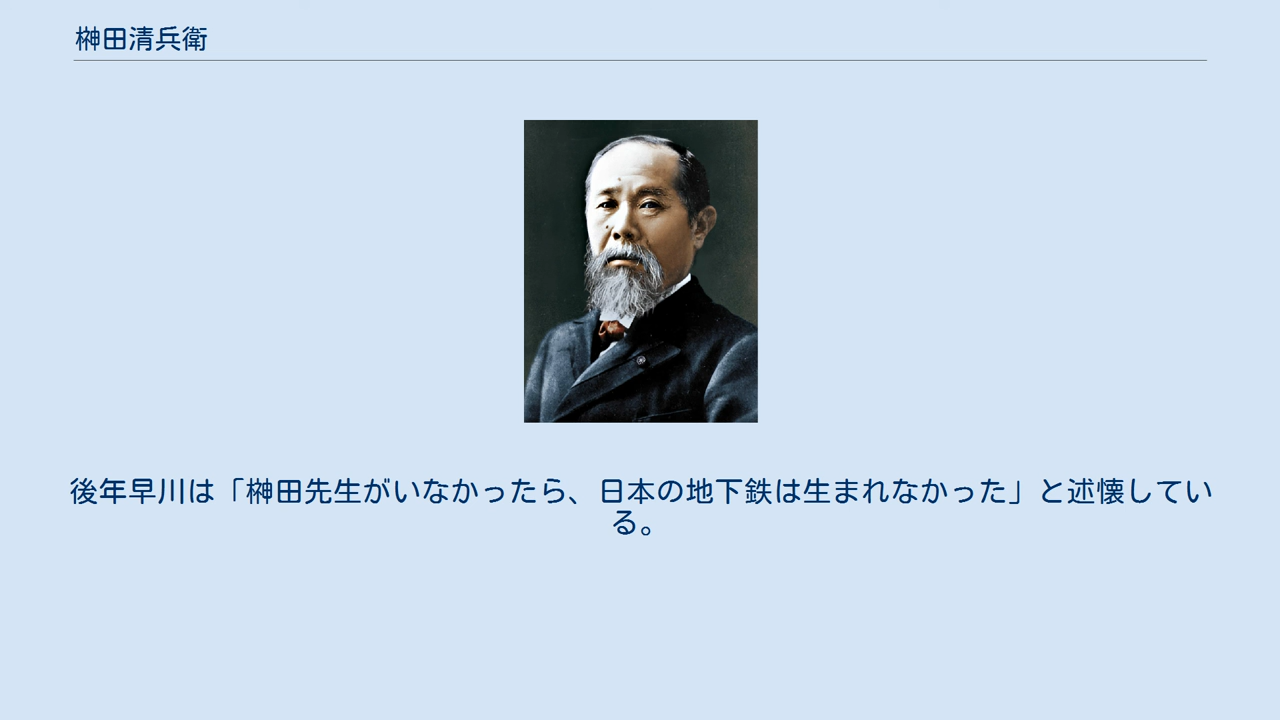 榊田清兵衛
後年早川は「榊田先生がいなかったら、日本の地下鉄は生まれなかった」と述懐してい
る。